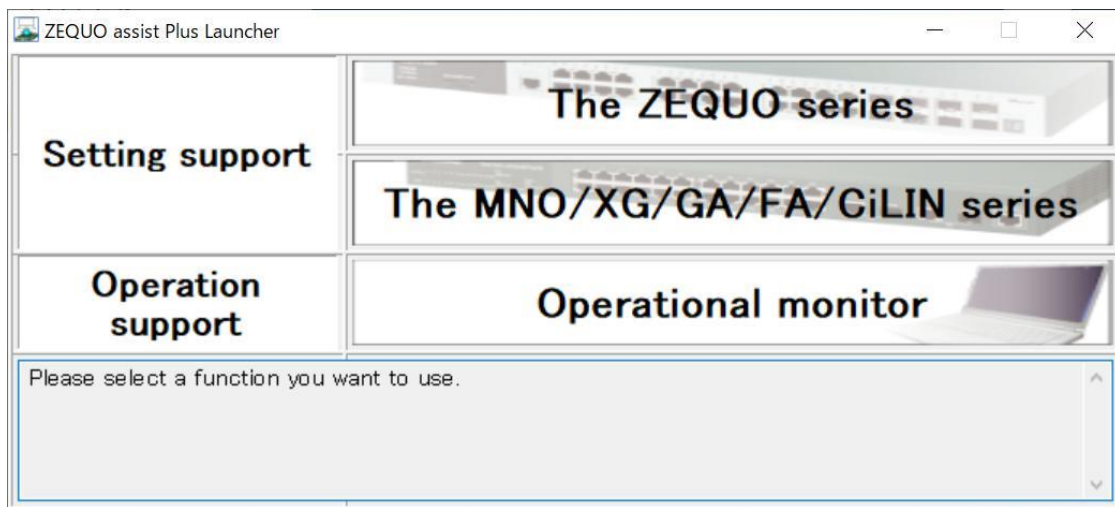 ZEQUO assist Plus Launcher
Setting support
The ZEQUO series
The MNO/XG/GA/FA/CiLIN series
Operation
support
Operational monitor
Please select a function you want to use.